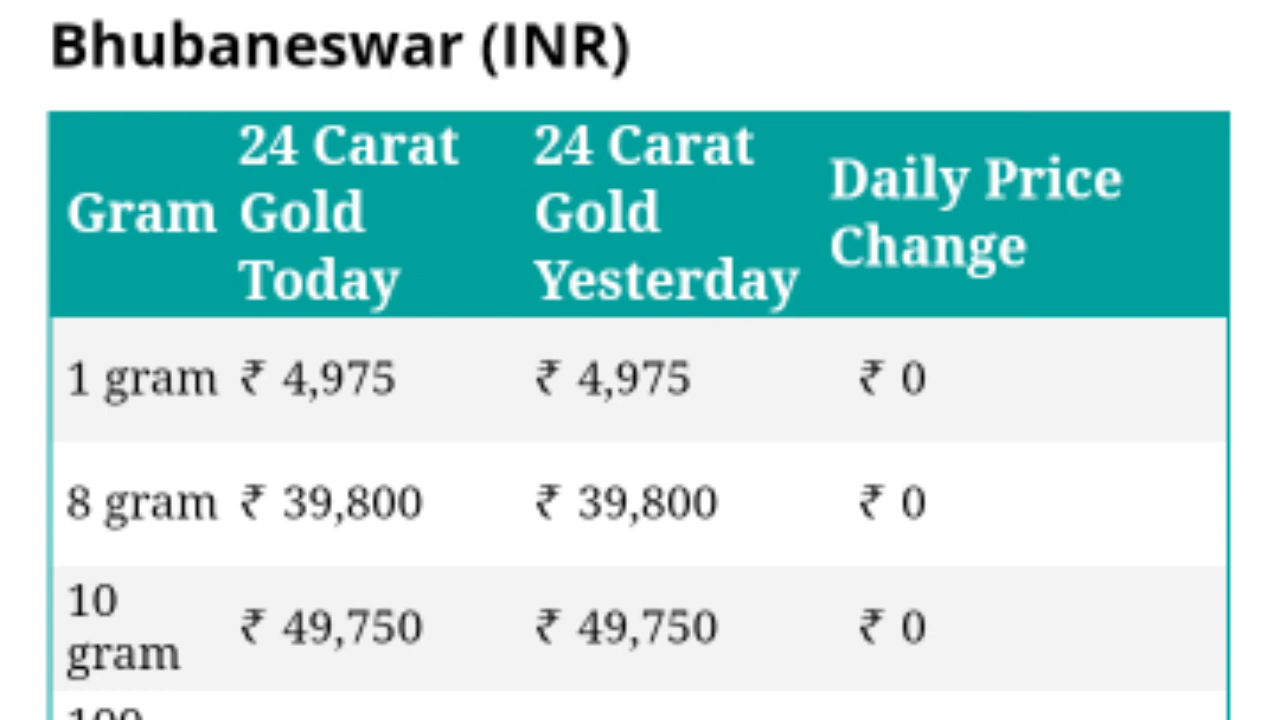 Bhubaneswar (INR)
Gram 24 Carat Gold Today 24 Carat Gold Yesterday Daily Price Change
1 gram ₹ 4,975 ₹ 4,975 ₹ 0
8 gram ₹ 39,800 ₹ 39,800 ₹ 0
10 gram ₹ 49,750 ₹ 49,750 ₹ 0